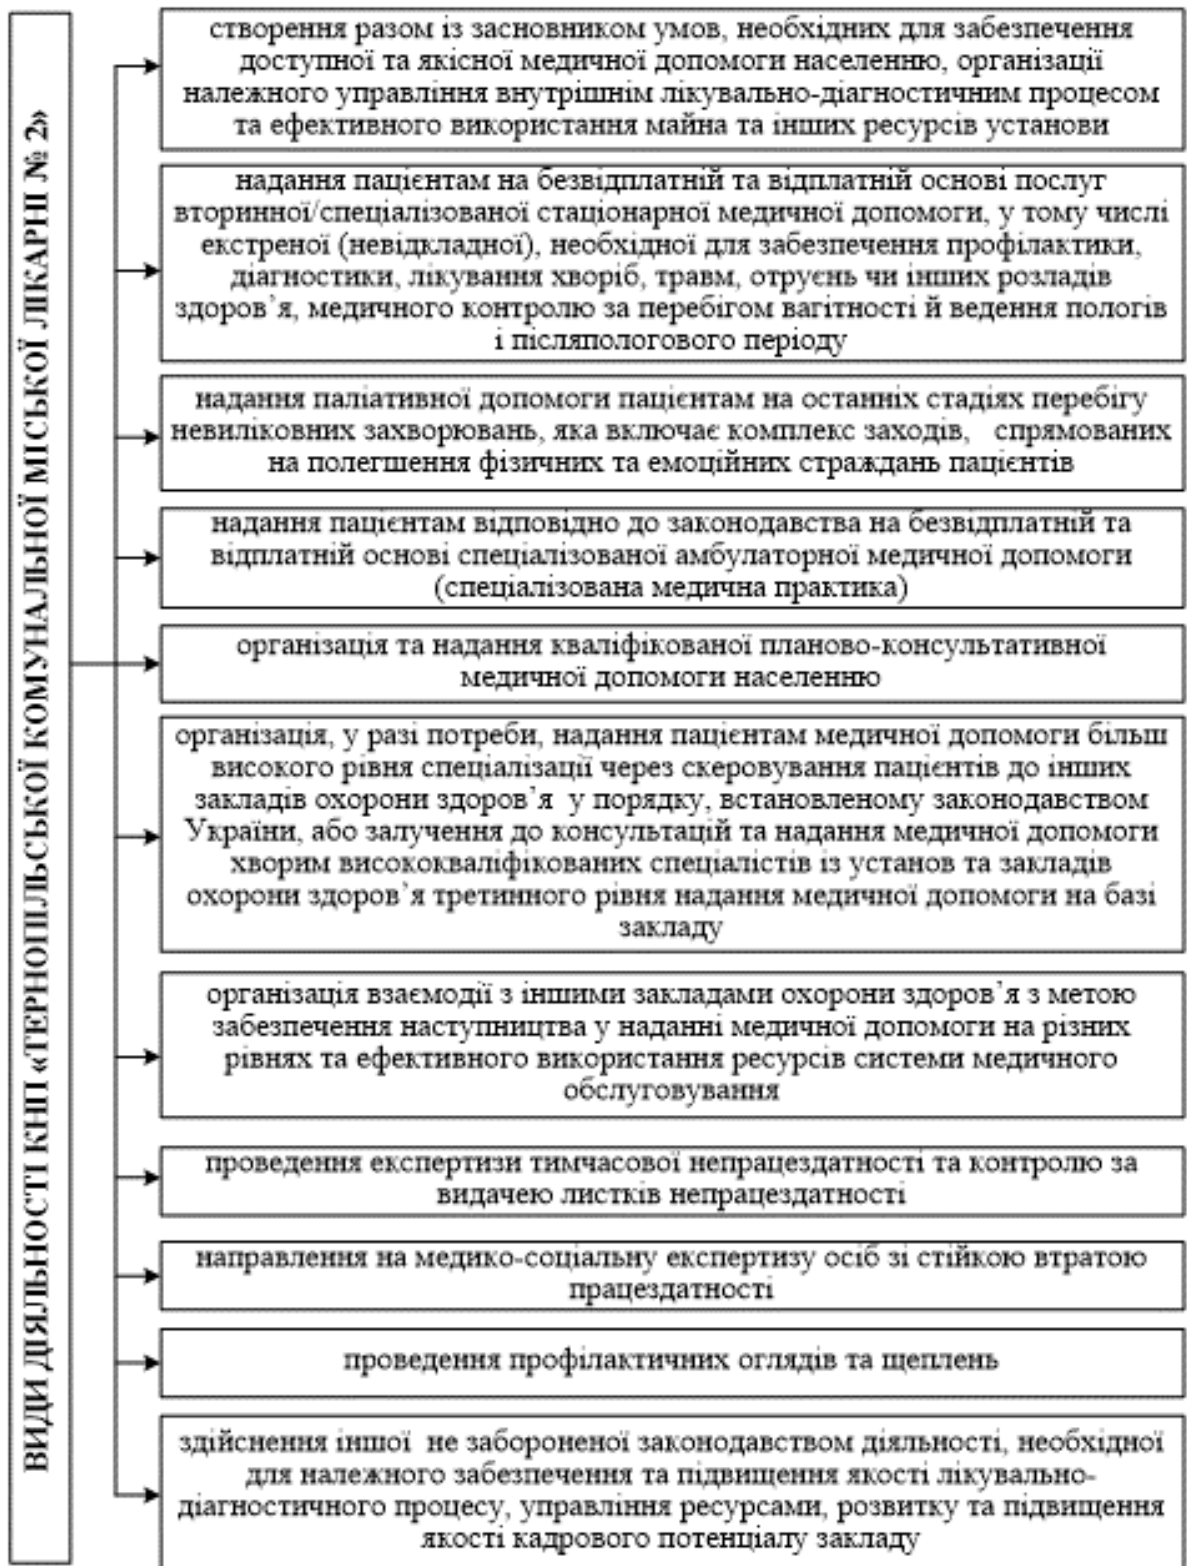 ВИДИ ДІЯЛЬНОСТІ КНП «ТЕРНОПІЛЬСЬКОЇ КОМУНАЛЬНОЇ МІСЬКОЇ ЛІКАРНІ № 2»
створення разом із засновником умов, необхідних для забезпечення
доступної та якісної медичної допомоги населенню, організації
належного управління внутрішнім лікувально-діагностичним процесом
та ефективного використання майна та інших ресурсів установи
надання пацієнтам на безвідплатній та відплатній основі послуг
вторинної/спеціалізованої стаціонарної медичної допомоги, у тому числі
екстреної (невідкладної), необхідної для забезпечення профілактики,
діагностики, лікування хворіб, травм, отруєнь чи інших розладів
здоров’я, медичного контролю за перебігом вагітності й ведення пологів
і післяпологового періоду
надання паліативної допомоги пацієнтам на останніх стадіях перебігу
невиліковних захворювань, яка включає комплекс заходів, спрямованих
на полегшення фізичних та емоційних страждань пацієнтів
надання пацієнтам відповідно до законодавства на безвідплатній та
відплатній основі спеціалізованої амбулаторної медичної допомоги
(спеціалізована медична практика)
організація та надання кваліфікованої планово-консультативної
медичної допомоги населенню
організація, у разі потреби, надання пацієнтам медичної допомоги більш
високого рівня спеціалізації через скеровування пацієнтів до інших
закладів охорони здоров’я у порядку, встановленому законодавством
України, або залучення до консультацій та надання медичної допомоги
хворим висококваліфікованих спеціалістів із установ та закладів
охорони здоров’я третинного рівня надання медичної допомоги на базі
закладу
організація взаємодії з іншими закладами охорони здоров’я з метою
забезпечення наступництва у наданні медичної допомоги на різних
рівнях та ефективного використання ресурсів системи медичного
обслуговування
проведення експертизи тимчасової непрацездатності та контролю за
видачею листків непрацездатності
направлення на медико-соціальну експертизу осіб зі стійкою втратою
працездатності
проведення профілактичних оглядів та щеплень
здійснення іншої не забороненої законодавством діяльності, необхідної
для належного забезпечення та підвищення якості лікувально-
діагностичного процесу, управління ресурсами, розвитку та підвищення
якості кадрового потенціалу закладу